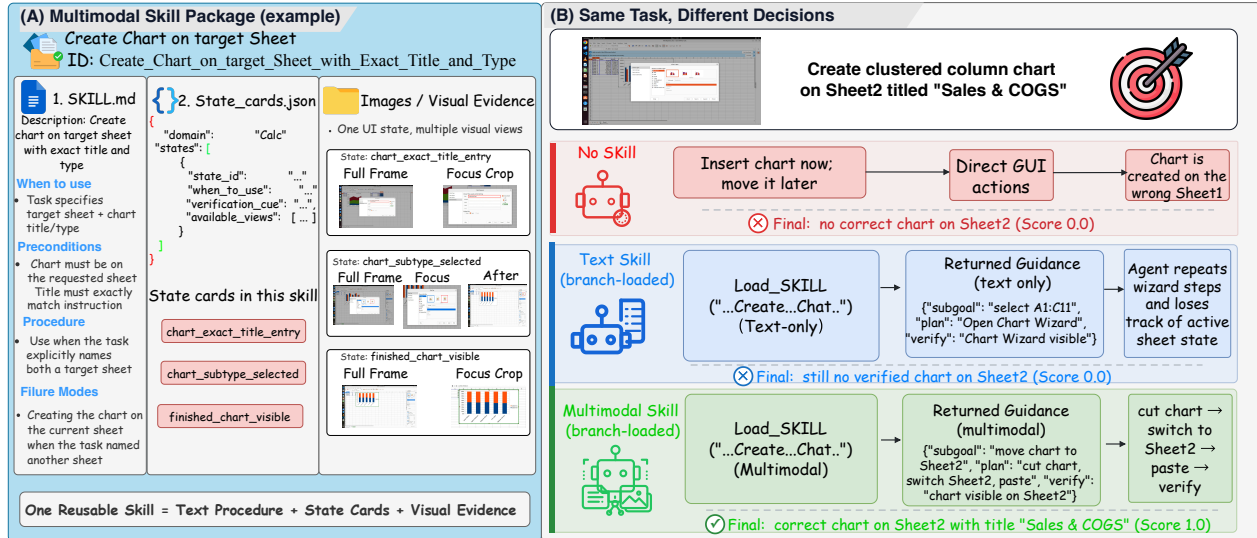 (A) Multimodal Skill Package (example)
Create Chart on target Sheet
ID: Create_Chart_on_target_Sheet_with_Exact_Title_and_Type
1. SKILL.md
Description: Create
chart on target sheet
with exact title and
type
When to use
• Task specifies
target sheet + chart
title/type
Preconditions
• Chart must be on
the requested sheet
Title must exactly
match instruction
Procedure
• Use when the task
explicitly names
both a target sheet
Filure Modes
• Creating the chart on
the current sheet
when the task named
another sheet
{} 2. State_cards.json
{
"domain": "Calc"
"states": [
{
"state_id": "..."
"when_to_use": "..."
"verification_cue": "...",
"available_views": [ ... ]
}
]
}
State cards in this skill
chart_exact_title_entry
chart_subtype_selected
finished_chart_visible
Images / Visual Evidence
• One UI state, multiple visual views
State: chart_exact_title_entry
Full Frame Focus Crop
State: chart_subtype_selected
Full Frame Focus After
State: finished_chart_visible
Full Frame Focus Crop
One Reusable Skill = Text Procedure + State Cards + Visual Evidence
(B) Same Task, Different Decisions
Create clustered column chart
on Sheet2 titled "Sales & COGS"
No SKill
Insert chart now;
move it later
Direct GUI
actions
Chart is
created on the
wrong Sheet1
Final: no correct chart on Sheet2 (Score 0.0)
Text Skill
(branch-loaded)
Load_SKILL
("...Create...Chat..")
(Text-only)
Returned Guidance
(text only)
{"subgoal": "select A1:C11",
"plan": "Open Chart Wizard",
"verify": "Chart Wizard visible"}
Agent repeats
wizard steps
and loses
track of active
sheet state
Final: still no verified chart on Sheet2 (Score 0.0)
Multimodal Skill
(branch-loaded)
Load_SKILL
("...Create...Chat..")
(Multimodal)
Returned Guidance
(multimodal)
{"subgoal": "move chart to
Sheet2", "plan": "cut chart,
switch Sheet2, paste", "verify":
"chart visible on Sheet2"}
cut chart →
switch to
Sheet2 →
paste →
verify
Final: correct chart on Sheet2 with title "Sales & COGS" (Score 1.0)